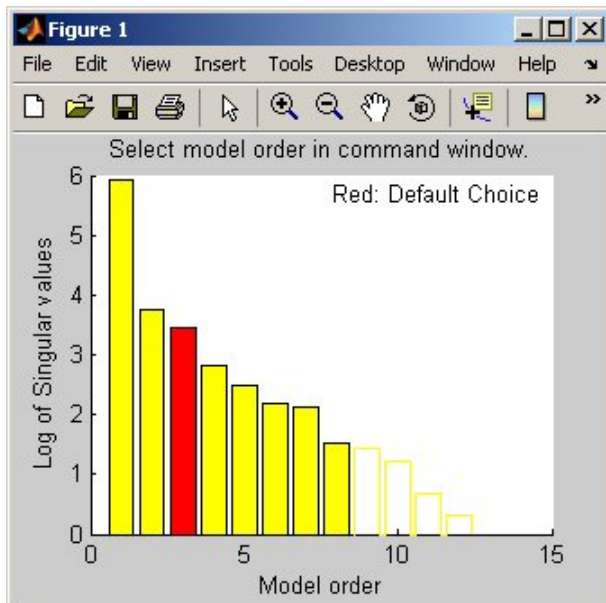 Figure 1
File Edit View Insert Tools Desktop Window Help
Select model order in command window.
Red: Default Choice
Log of Singular values
6
5
4
3
2
1
0
0 5 10 15
Model order